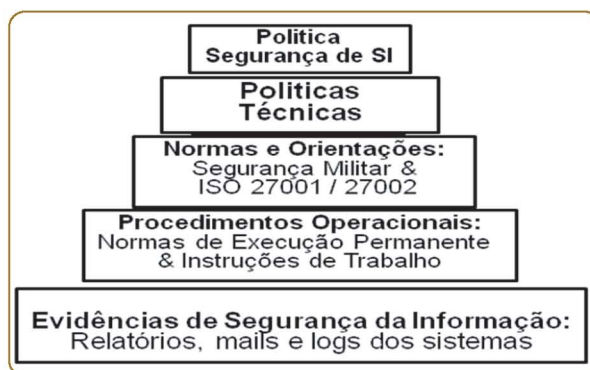 Politica
Segurança de SI
Politicas
Técnicas
Normas e Orientações:
Segurança Militar &
ISO 27001 / 27002
Procedimentos Operacionais:
Normas de Execução Permanente
& Instruções de Trabalho
Evidências de Segurança da Informação:
Relatórios, mails e logs dos sistemas